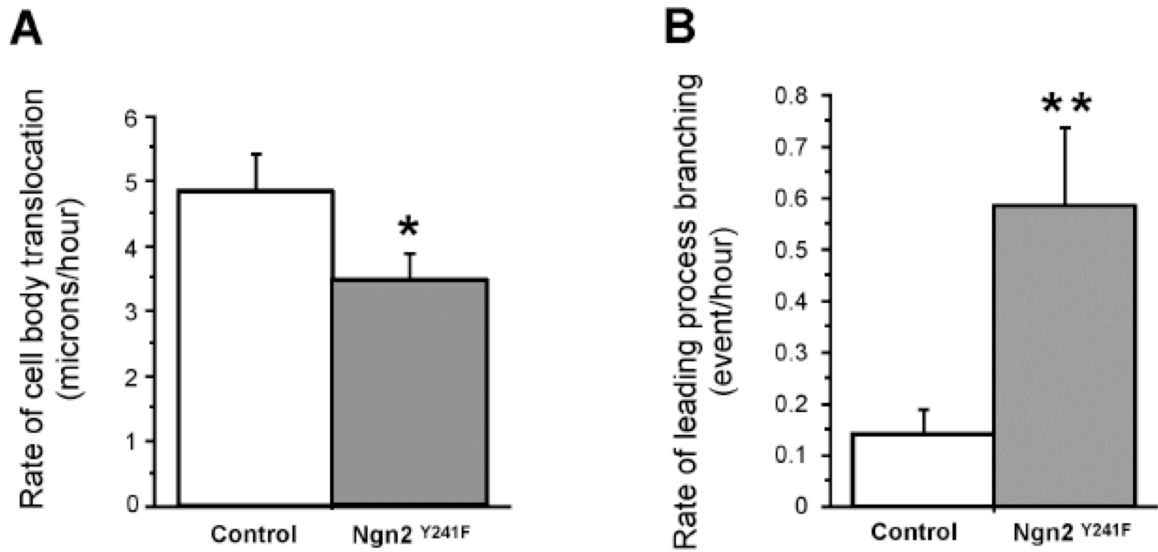 A
Rate of cell body translocation
(microns/hour)
6
5
4
3
2
1
0
*
Control
Ngn2 Y241F
B
Rate of leading process branching
(event/hour)
0.8
0.7
0.6
0.5
0.4
0.3
0.2
0.1
0
**
Control
Ngn2 Y241F